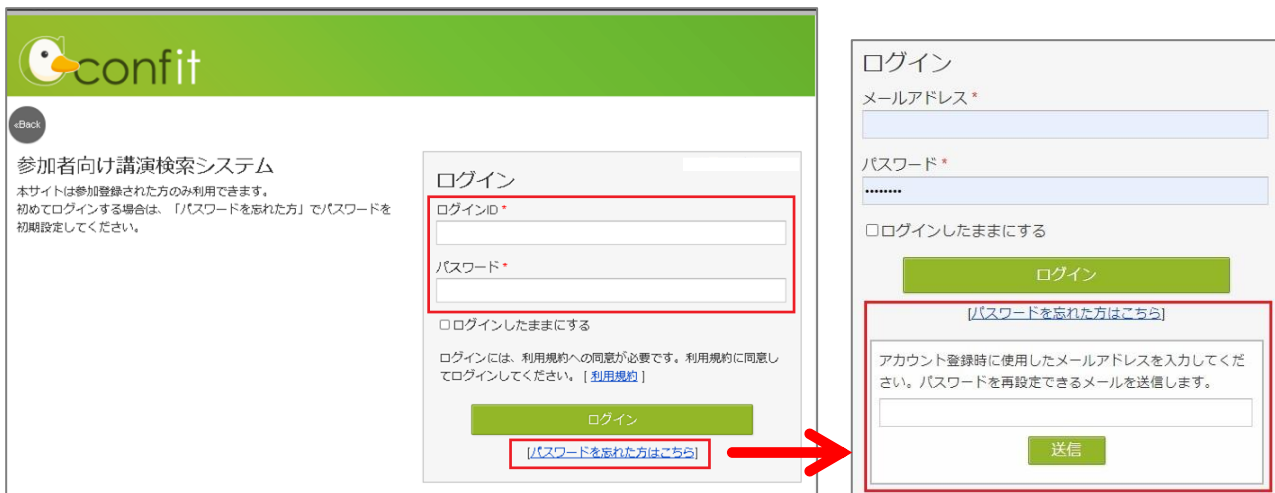 confit
«Back
参加者向け講演検索システム
本サイトは参加登録された方のみ利用できます。
初めてログインする場合は、「パスワードを忘れた方」でパスワードを
初期設定してください。
ログイン
ログインID *
パスワード *
ログインしたままにする
ログインには、利用規約への同意が必要です。利用規約に同意し
てログインしてください。 [ 利用規約 ]
ログイン
[パスワードを忘れた方はこちら]
ログイン
メールアドレス *
パスワード *
••••••••
ログインしたままにする
ログイン
[パスワードを忘れた方はこちら]
アカウント登録時に使用したメールアドレスを入力してくだ
さい。パスワードを再設定できるメールを送信します。
送信